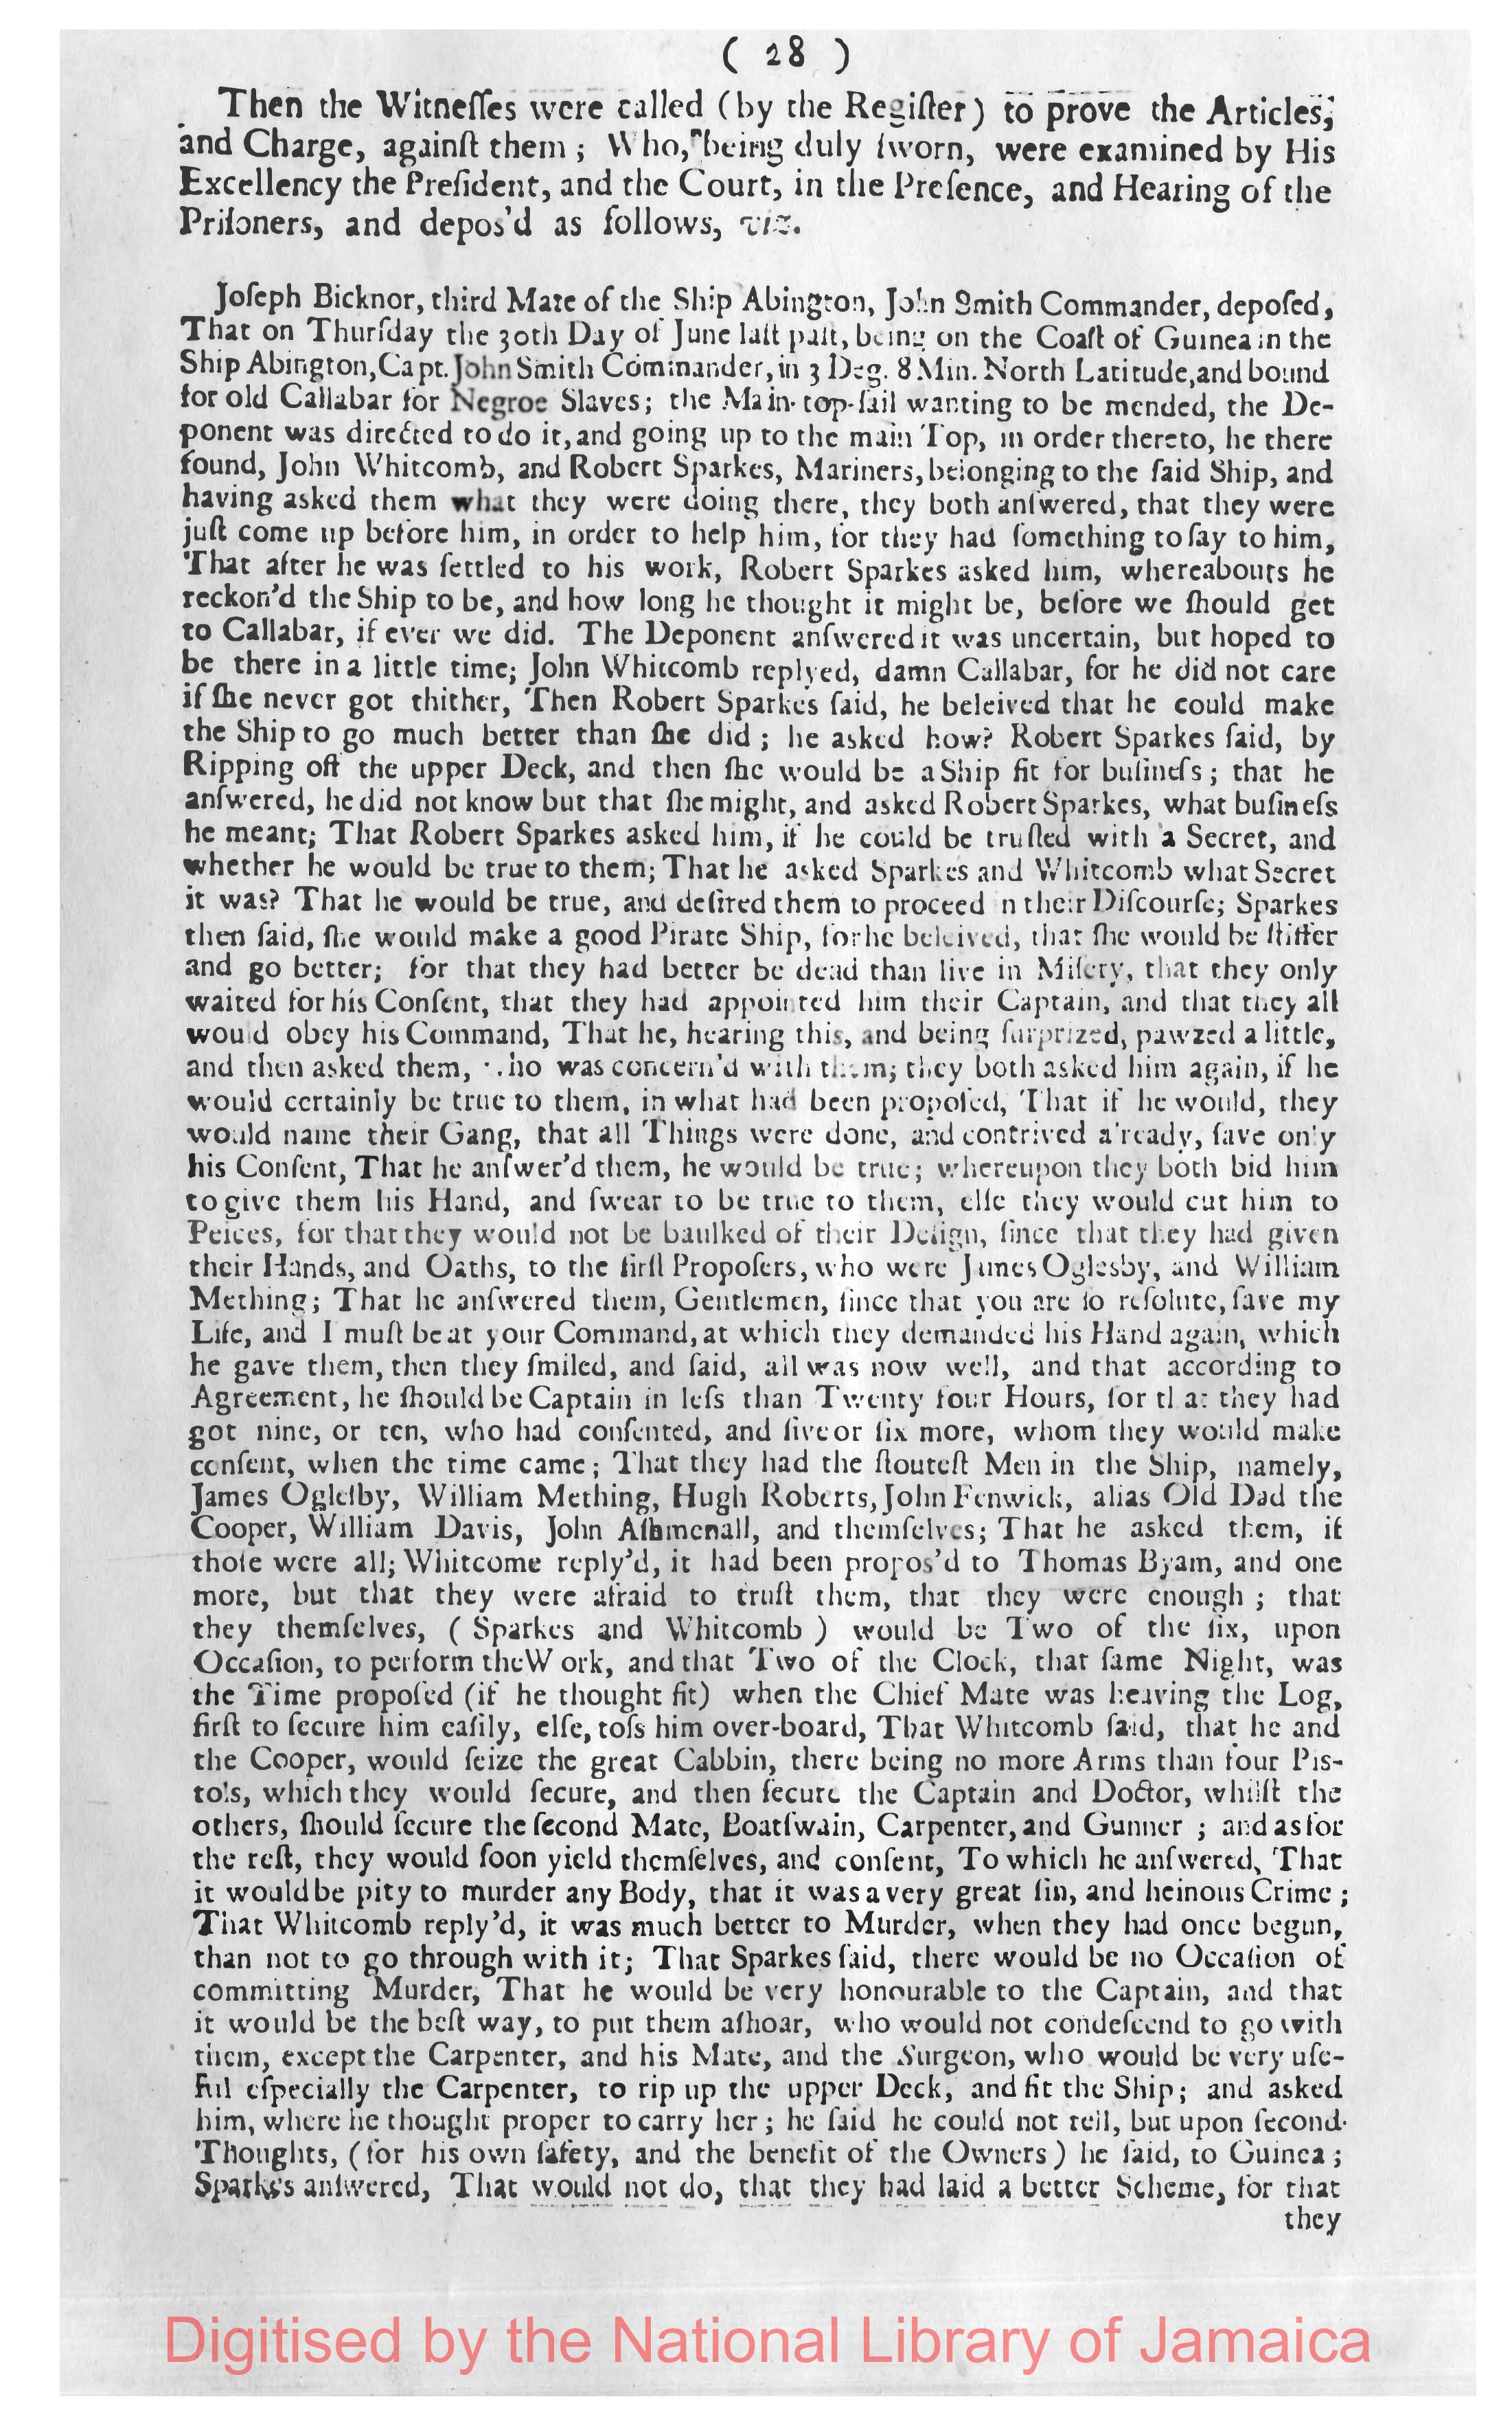 ( 28 )
Then the Witneſſes were called (by the Regiſter) to prove the Articles,
and Charge, againſt them ; Who, being duly ſworn, were examined by His
Excellency the Preſident, and the Court, in the Preſence, and Hearing of the
Priſoners, and depos'd as follows, viz.
Joſeph Bicknor, third Mate of the Ship Abington, John Smith Commander, depoſed,
That on Thurſday the 30th Day of June laſt paſt, being on the Coaſt of Guinea in the
Ship Abington, Capt. John Smith Commander, in 3 Deg. 8 Min. North Latitude, and bound
for old Callabar for Negroe Slaves; the Main-top-ſail wanting to be mended, the De-
ponent was directed to do it, and going up to the main Top, in order thereto, he there
found, John Whitcomb, and Robert Sparkes, Mariners, belonging to the ſaid Ship, and
having asked them what they were doing there, they both anſwered, that they were
juſt come up before him, in order to help him, for they had ſomething to ſay to him,
That after he was ſettled to his work, Robert Sparkes asked him, whereabouts he
reckon'd the Ship to be, and how long he thought it might be, before we ſhould get
to Callabar, if ever we did. The Deponent anſwered it was uncertain, but hoped to
be there in a little time; John Whitcomb replyed, damn Callabar, for he did not care
if ſhe never got thither, Then Robert Sparkes ſaid, he beleived that he could make
the Ship to go much better than ſhe did ; he asked how? Robert Sparkes ſaid, by
Ripping off the upper Deck, and then ſhe would be a Ship fit for buſineſs ; that he
anſwered, he did not know but that ſhe might, and asked Robert Sparkes, what buſineſs
he meant; That Robert Sparkes asked him, if he could be truſted with a Secret, and
whether he would be true to them; That he asked Sparkes and Whitcomb what Secret
it was? That he would be true, and deſired them to proceed n their Diſcourſe; Sparkes
then ſaid, ſhe would make a good Pirate Ship, for he beleived, that ſhe would be ſtiffer
and go better; for that they had better be dead than live in Miſery, that they only
waited for his Conſent, that they had appointed him their Captain, and that they all
would obey his Command, That he, hearing this, and being ſurprized, pawzed a little,
and then asked them, who was concern'd with them; they both asked him again, if he
would certainly be true to them, in what had been propoſed, That if he would, they
would name their Gang, that all Things were done, and contrived already, ſave only
his Conſent, That he anſwer'd them, he would be true; whereupon they both bid him
to give them his Hand, and ſwear to be true to them, elſe they would cut him to
Peices, for that they would not be baulked of their Deſign, ſince that they had given
their Hands, and Oaths, to the firſt Propoſers, who were James Oglesby, and William
Mething; That he anſwered them, Gentlemen, ſince that you are ſo reſolute, ſave my
Life, and I muſt be at your Command, at which they demanded his Hand again, which
he gave them, then they ſmiled, and ſaid, all was now well, and that according to
Agreement, he ſhould be Captain in leſs than Twenty four Hours, for that they had
got nine, or ten, who had conſented, and five or ſix more, whom they would make
conſent, when the time came ; That they had the ſtouteſt Men in the Ship, namely,
James Ogleſby, William Mething, Hugh Roberts, John Fenwick, alias Old Dad the
Cooper, William Davis, John Aſhmenall, and themſelves; That he asked them, if
thoſe were all; Whitcome reply'd, it had been propos'd to Thomas Byam, and one
more, but that they were afraid to truſt them, that they were enough ; that
they themſelves, ( Sparkes and Whitcomb ) would be Two of the ſix, upon
Occaſion, to perform the Work, and that Two of the Clock, that ſame Night, was
the Time propoſed (if he thought fit) when the Chief Mate was heaving the Log,
firſt to ſecure him eaſily, elſe, toſs him over-board, That Whitcomb ſaid, that he and
the Cooper, would ſeize the great Cabbin, there being no more Arms than four Pis-
tols, which they would ſecure, and then ſecure the Captain and Doctor, whilſt the
others, ſhould ſecure the ſecond Mate, Boatſwain, Carpenter, and Gunner ; and as for
the reſt, they would ſoon yield themſelves, and conſent, To which he anſwered, That
it would be pity to murder any Body, that it was a very great ſin, and heinous Crime ;
That Whitcomb reply'd, it was much better to Murder, when they had once begun,
than not to go through with it; That Sparkes ſaid, there would be no Occaſion of
committing Murder, That he would be very honourable to the Captain, and that
it would be the beſt way, to put them aſhoar, who would not condeſcend to go with
them, except the Carpenter, and his Mate, and the Surgeon, who would be very uſe-
ful eſpecially the Carpenter, to rip up the upper Deck, and fit the Ship; and asked
him, where he thought proper to carry her ; he ſaid he could not tell, but upon ſecond
Thoughts, (for his own ſafety, and the benefit of the Owners ) he ſaid, to Guinea ;
Sparkes anſwered, That would not do, that they had laid a better Scheme, for that
they
Digitised by the National Library of Jamaica